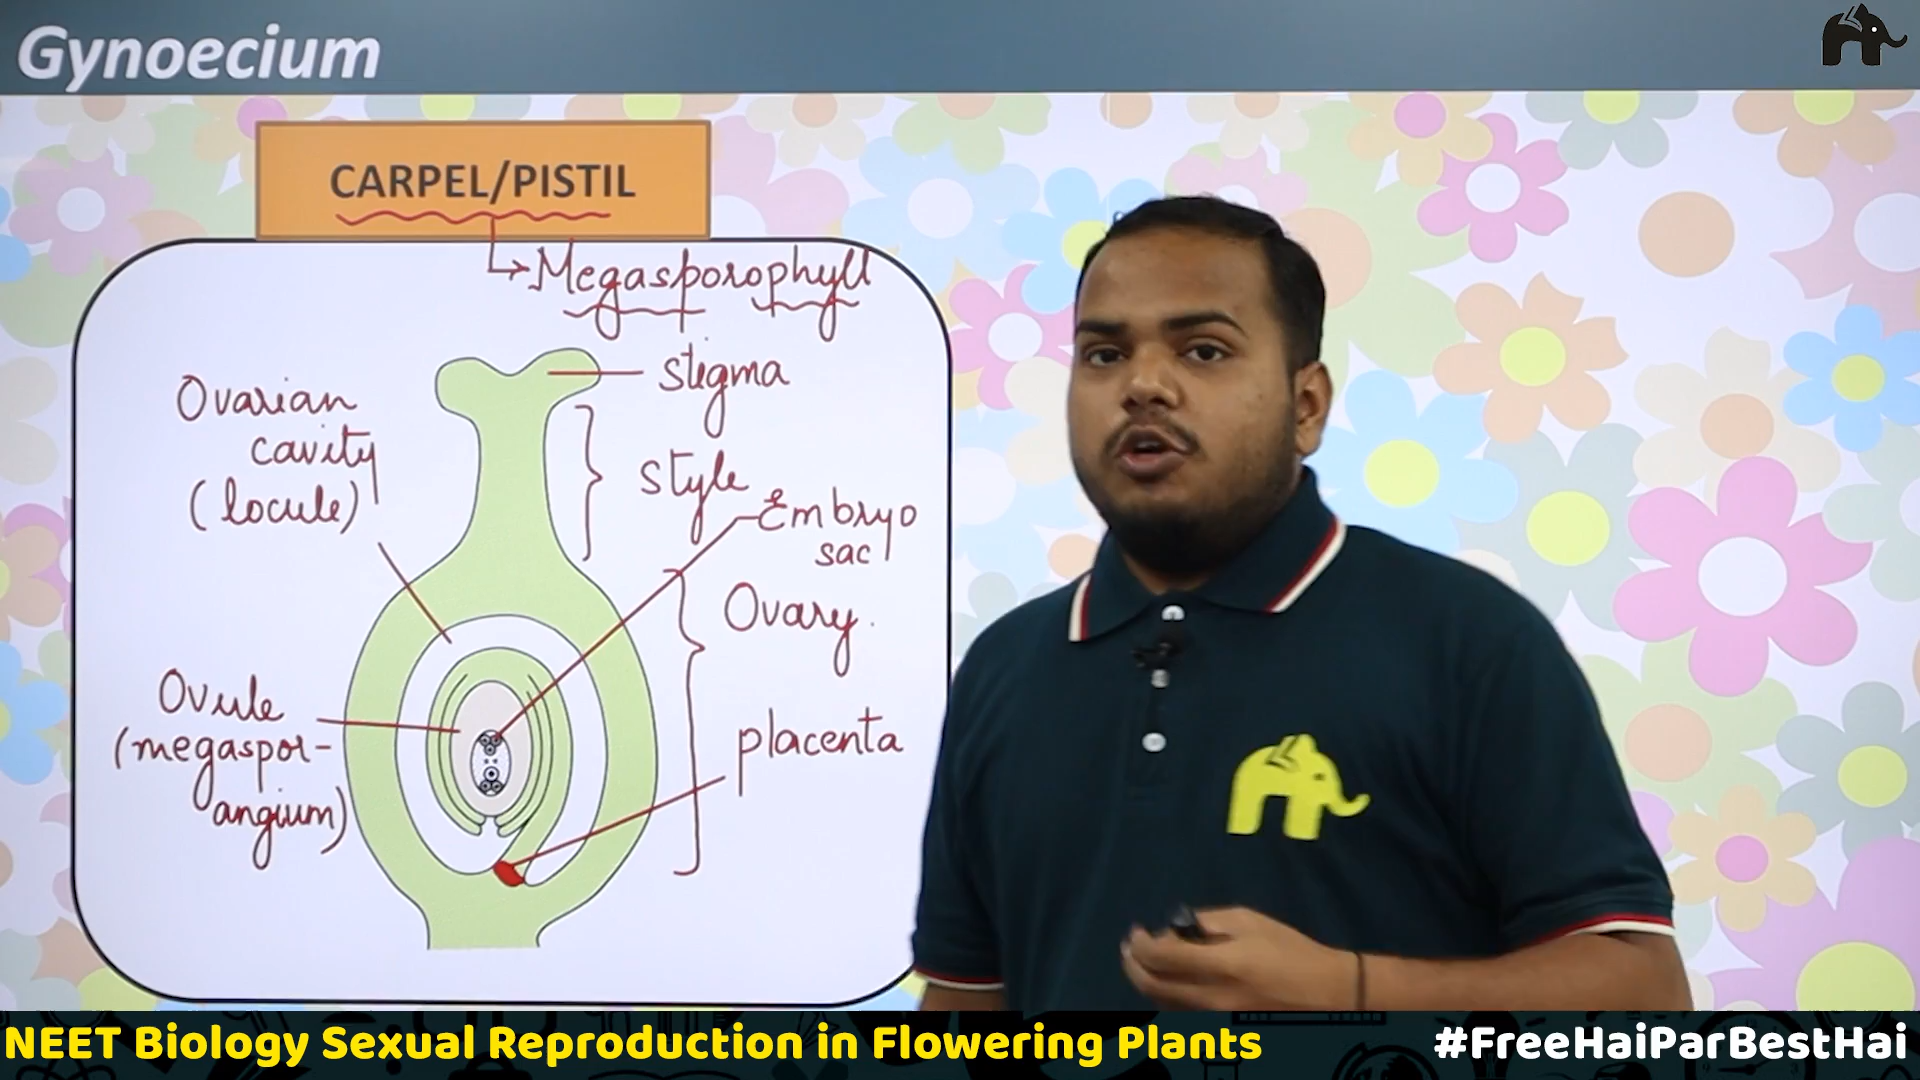 Gynoecium
CARPEL/PISTIL
Megasporophyll
Stigma
Ovarian
cavity
(locule)
Style
Embryo
sac
Ovary.
Ovule
(megaspor-
angium)
placenta
NEET Biology Sexual Reproduction in Flowering Plants
#FreeHaiParBestHai